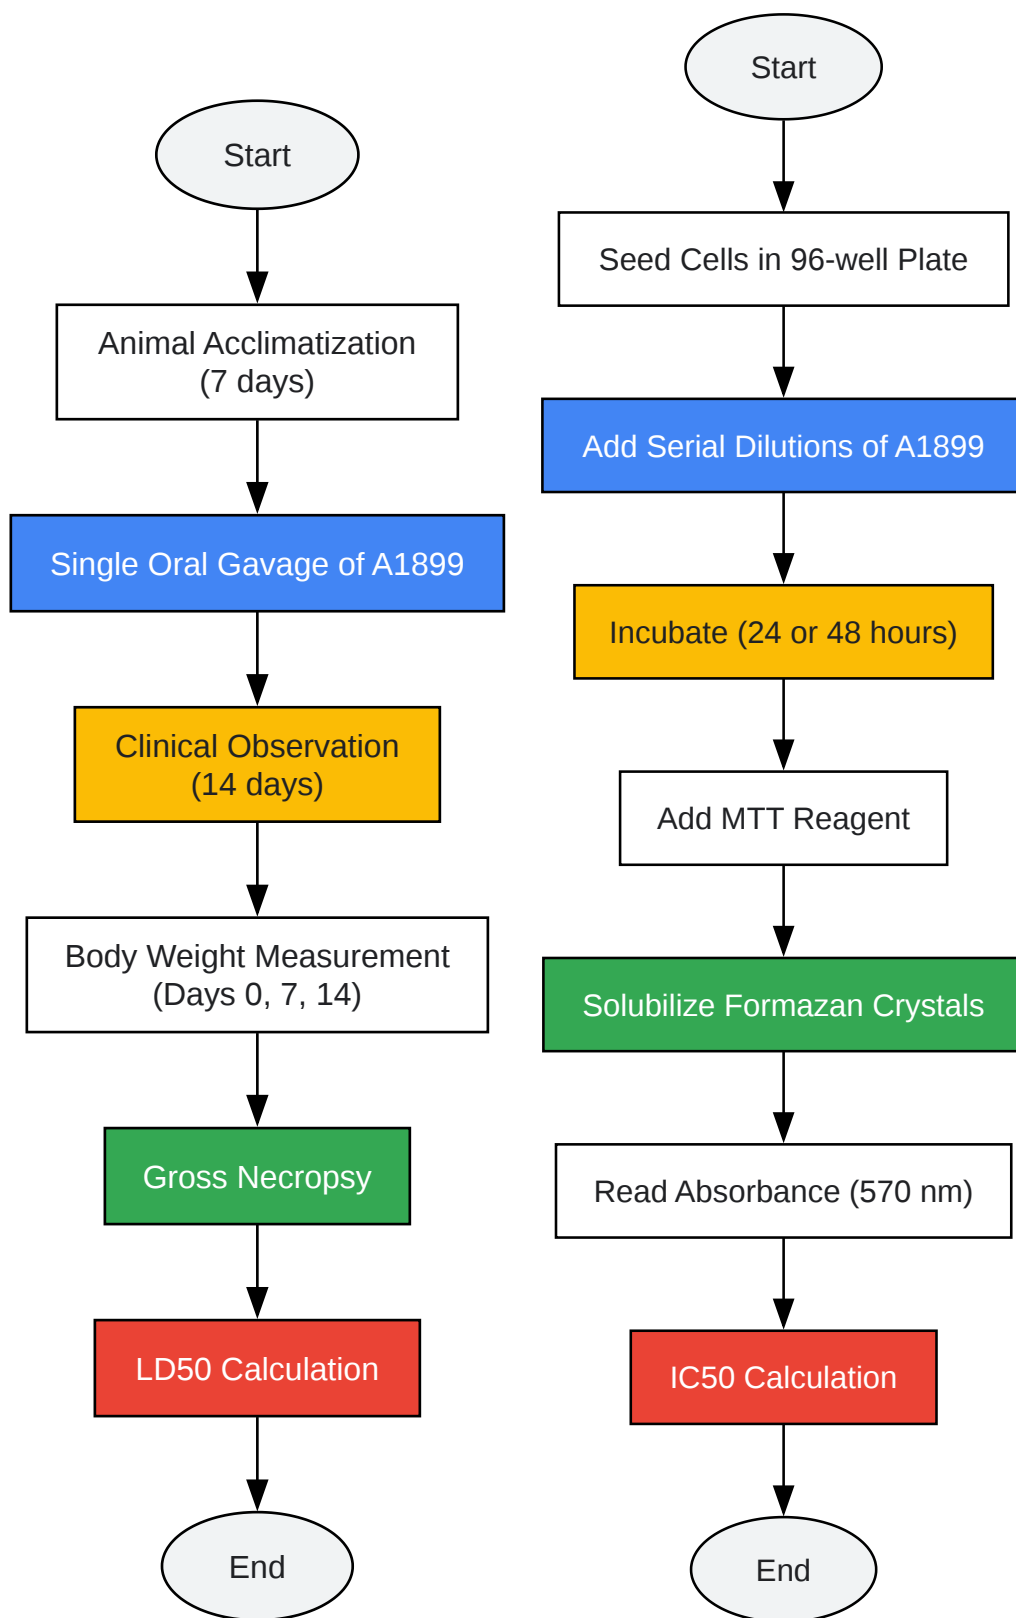 Start
Animal Acclimatization
(7 days)
Single Oral Gavage of A1899
Clinical Observation
(14 days)
Body Weight Measurement
(Days 0, 7, 14)
Gross Necropsy
LD50 Calculation
End
Start
Seed Cells in 96-well Plate
Add Serial Dilutions of A1899
Incubate (24 or 48 hours)
Add MTT Reagent
Solubilize Formazan Crystals
Read Absorbance (570 nm)
IC50 Calculation
End